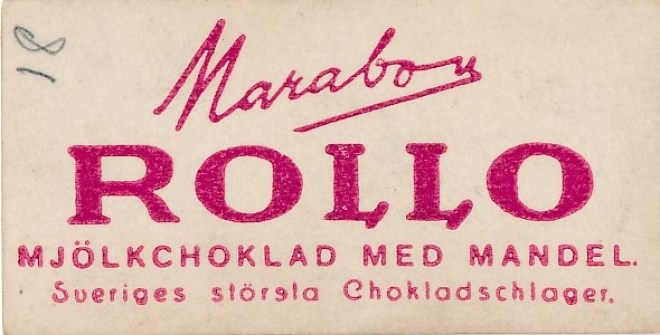 18
Marabou
ROLLO
MJÖLKCHOKLAD MED MANDEL.
Sveriges största Chokladschlager.